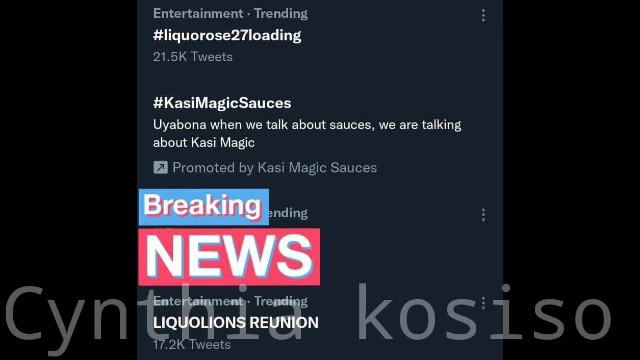 Entertainment · Trending
#liquorose27loading
21.5K Tweets
#KasiMagicSauces
Uyabona when we talk about sauces, we are talking
about Kasi Magic
Promoted by Kasi Magic Sauces
Breaking
NEWS
Entertainment · Trending
LIQUOLIONS REUNION
17.2K Tweets
Cynthia kosiso